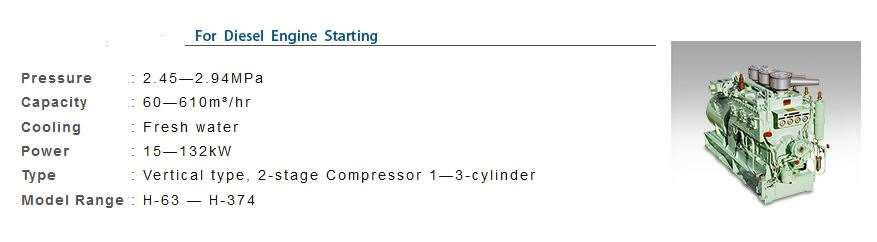 For Diesel Engine Starting
Pressure : 2.45—2.94MPa
Capacity : 60—610m³/hr
Cooling : Fresh water
Power : 15—132kW
Type : Vertical type, 2-stage Compressor 1—3-cylinder
Model Range : H-63 — H-374